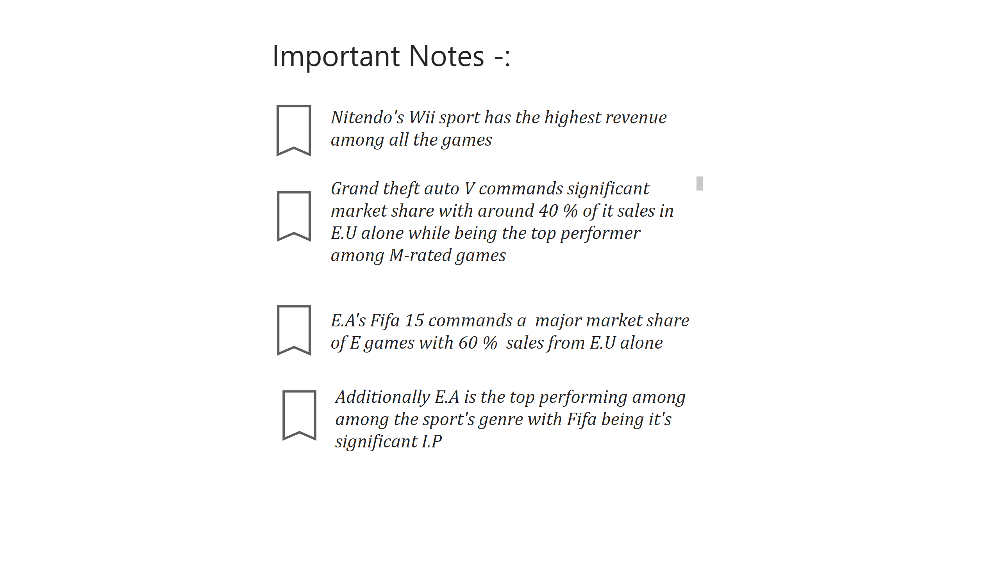 Important Notes -:
Nitendo's Wii sport has the highest revenue
among all the games
Grand theft auto V commands significant
market share with around 40 % of it sales in
E.U alone while being the top performer
among M-rated games
E.A's Fifa 15 commands a  major market share
of E games with 60 %  sales from E.U alone
Additionally E.A is the top performing among
among the sport's genre with Fifa being it's
significant I.P